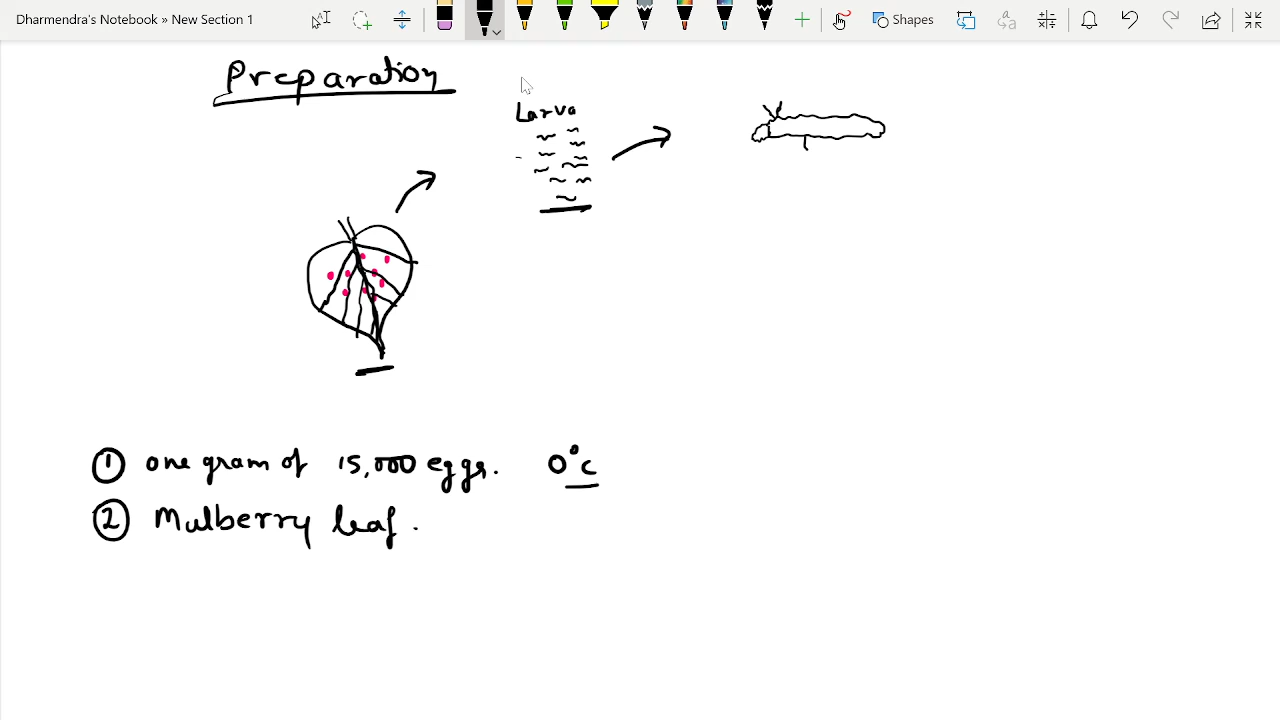 Dharmendra's Notebook » New Section 1
Shapes
Preparation
Larva
① one gram of 15,000 eggs. 0°c
② Mulberry leaf.